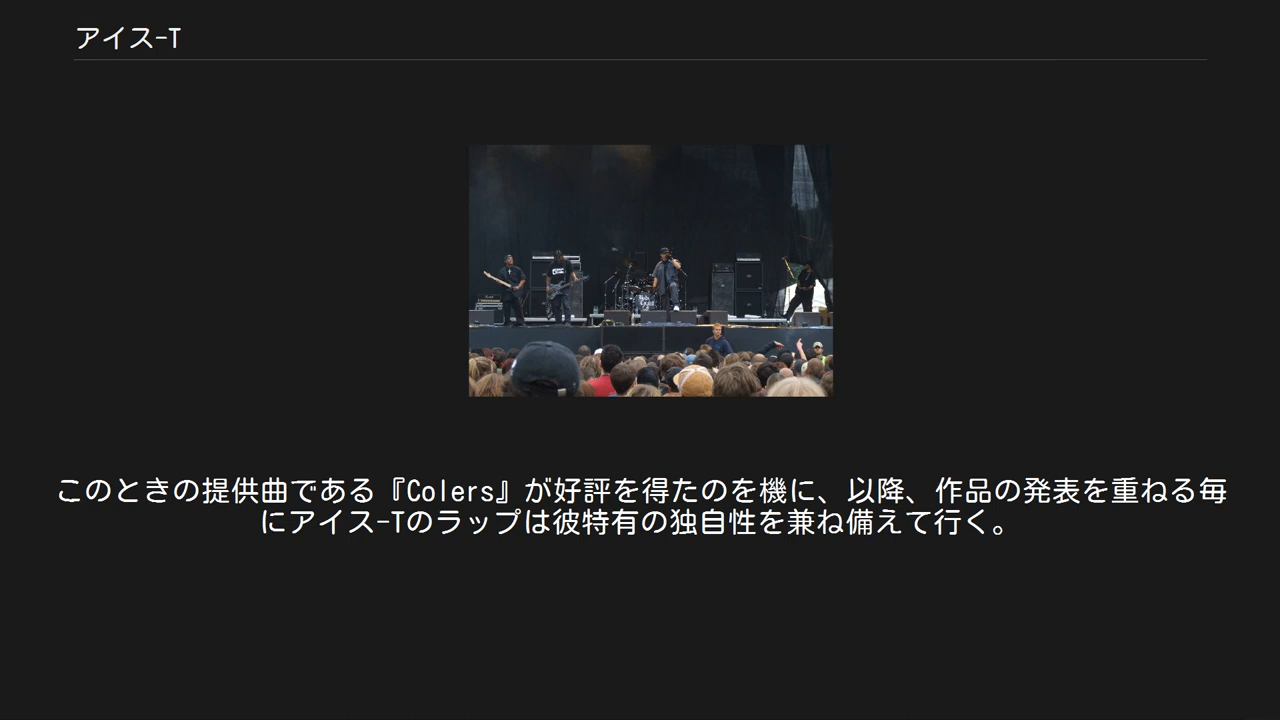 アイス-T
このときの提供曲である『Colers』が好評を得たのを機に、以降、作品の発表を重ねる毎
にアイス-Tのラップは彼特有の独自性を兼ね備えて行く。